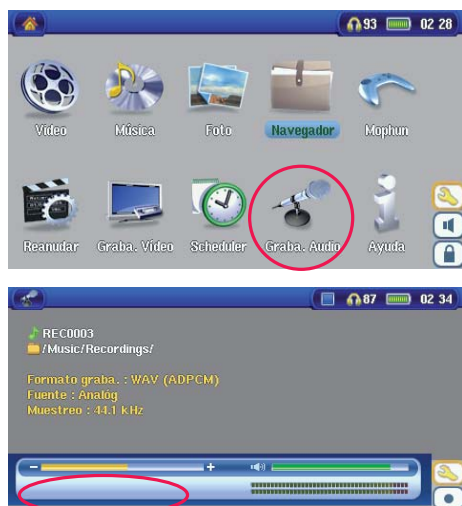 93 02 28
Vídeo Música Foto Navegador Mophun
Reanudar Graba. Vídeo Scheduler Graba. Audio Ayuda
87 02 34
REC0003
/Music/Recordings/
Formato graba. : WAV (ADPCM)
Fuente : Analóg
Muestreo : 44.1 kHz
- +